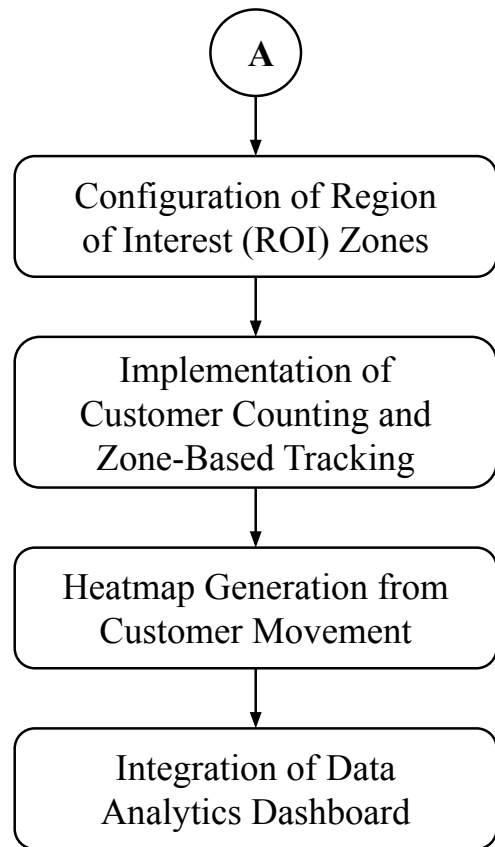 A
Configuration of Region
of Interest (ROI) Zones
Implementation of
Customer Counting and
Zone-Based Tracking
Heatmap Generation from
Customer Movement
Integration of Data
Analytics Dashboard